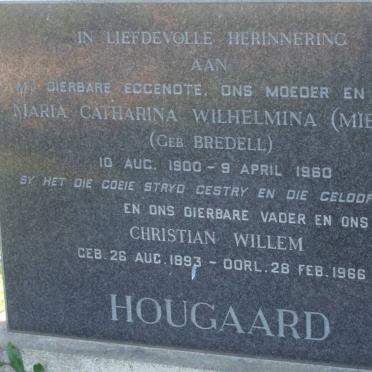 IN LIEFDEVOLLE HERINNERING
AAN
MY DIERBARE EGGENOTE, ONS MOEDER EN
MARIA CATHARINA WILHELMINA (MIE
(GEB. BREDELL)
10 AUG. 1900 - 9 APRIL 1960
SY HET DIE GOEIE STRYD GESTRY EN DIE GELOOF
EN ONS DIERBARE VADER EN ONS
CHRISTIAN WILLEM
GEB. 26 AUG. 1893 - OORL. 28 FEB. 1966
HOUGAARD